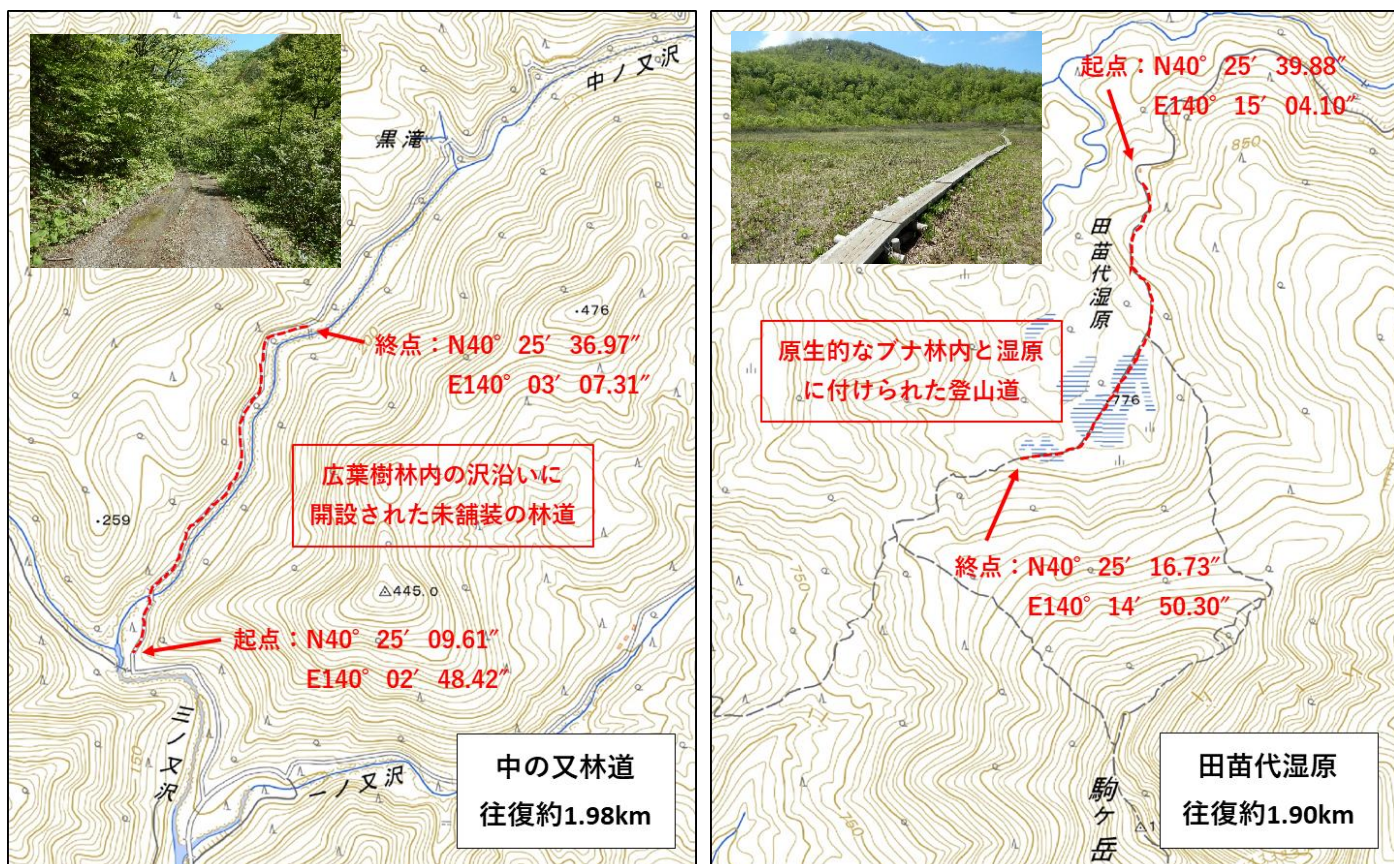 中ノ又沢
黒滝
・476
終点：N40° 25′ 36.97″
E140° 03′ 07.31″
広葉樹林内の沢沿いに
開設された未舗装の林道
・259
445.0
起点：N40° 25′ 09.61″
E140° 02′ 48.42″
三ノ又沢
150
一ノ又沢
中の又林道
往復約1.98km
起点：N40° 25′ 39.88″
E140° 15′ 04.10″
850
田苗代湿原
原生的なブナ林内と湿原
に付けられた登山道
・776
終点：N40° 25′ 16.73″
E140° 14′ 50.30″
750
750
駒ヶ岳
田苗代湿原
往復約1.90km